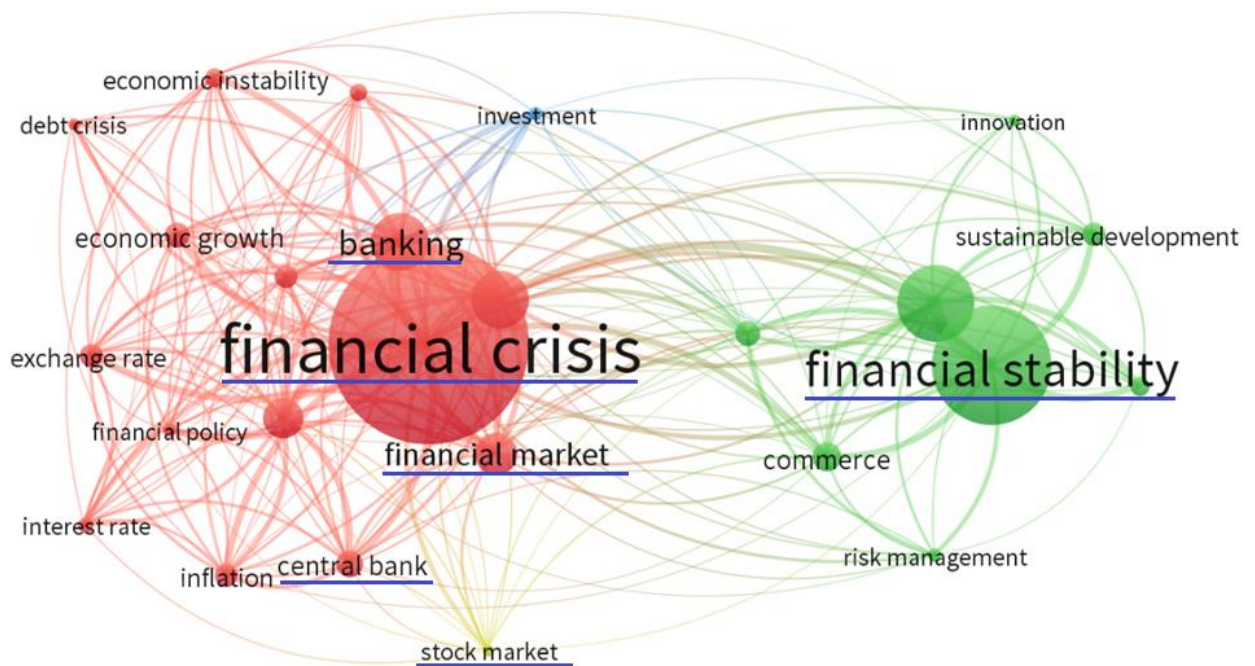 economic instability
investment
debt crisis
innovation
economic growth
banking
sustainable development
financial crisis
exchange rate
financial stability
financial policy
financial market
commerce
interest rate
inflation
central bank
risk management
stock market